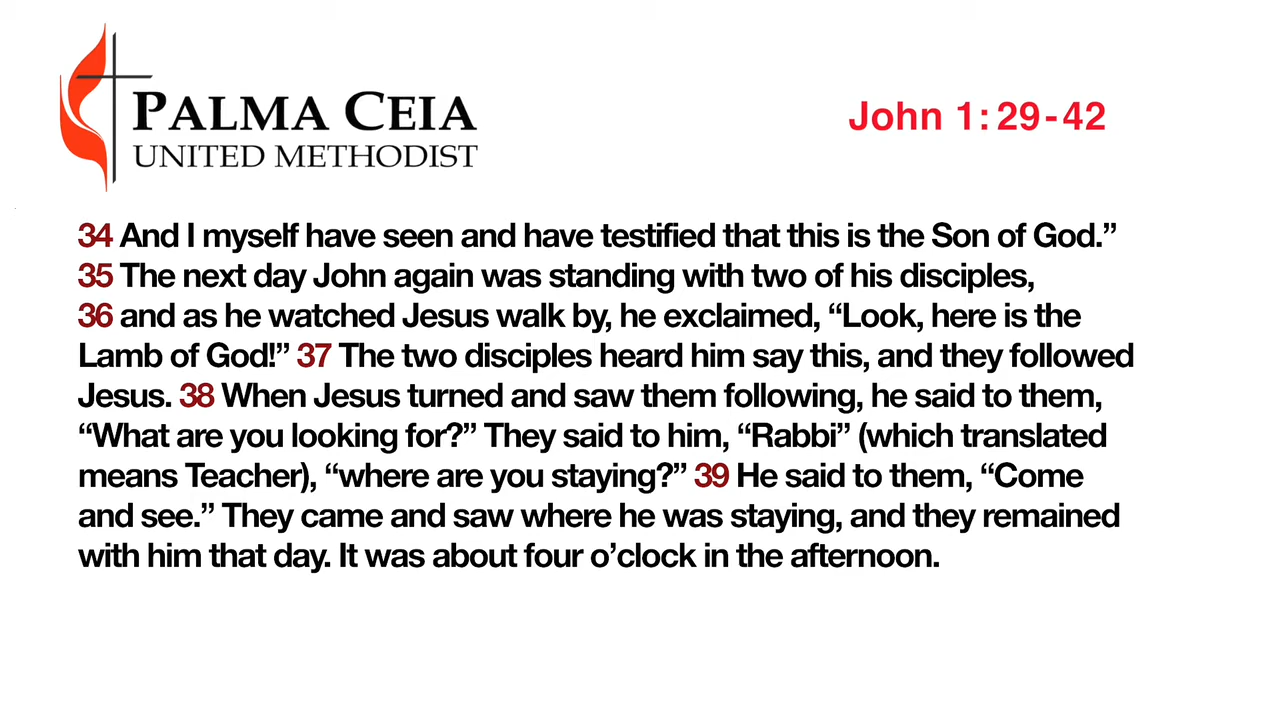 PALMA CEIA
UNITED METHODIST
John 1:29-42
34 And I myself have seen and have testified that this is the Son of God.”
35 The next day John again was standing with two of his disciples,
36 and as he watched Jesus walk by, he exclaimed, “Look, here is the
Lamb of God!” 37 The two disciples heard him say this, and they followed
Jesus. 38 When Jesus turned and saw them following, he said to them,
“What are you looking for?” They said to him, “Rabbi” (which translated
means Teacher), “where are you staying?” 39 He said to them, “Come
and see.” They came and saw where he was staying, and they remained
with him that day. It was about four o’clock in the afternoon.